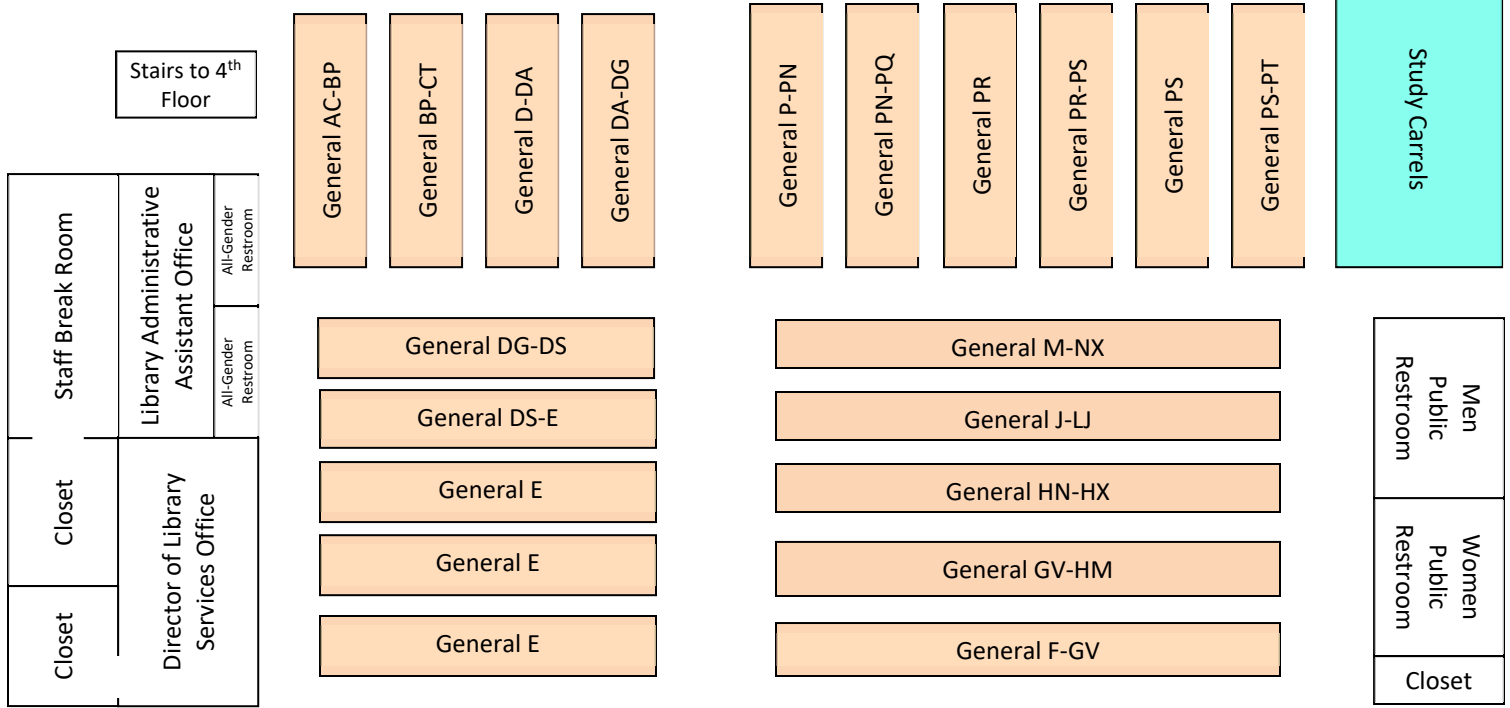 Stairs to 4th
Floor
General AC-BP
General BP-CT
General D-DA
General DA-DG
General P-PN
General PN-PQ
General PR
General PR-PS
General PS
General PS-PT
Study Carrels
Staff Break Room
Library Administrative
Assistant Office
All-Gender
Restroom
All-Gender
Restroom
General DG-DS
General DS-E
General E
General E
General E
General M-NX
General J-LJ
General HN-HX
General GV-HM
General F-GV
Men
Public
Restroom
Women
Public
Restroom
Closet
Closet
Closet
Director of Library
Services Office